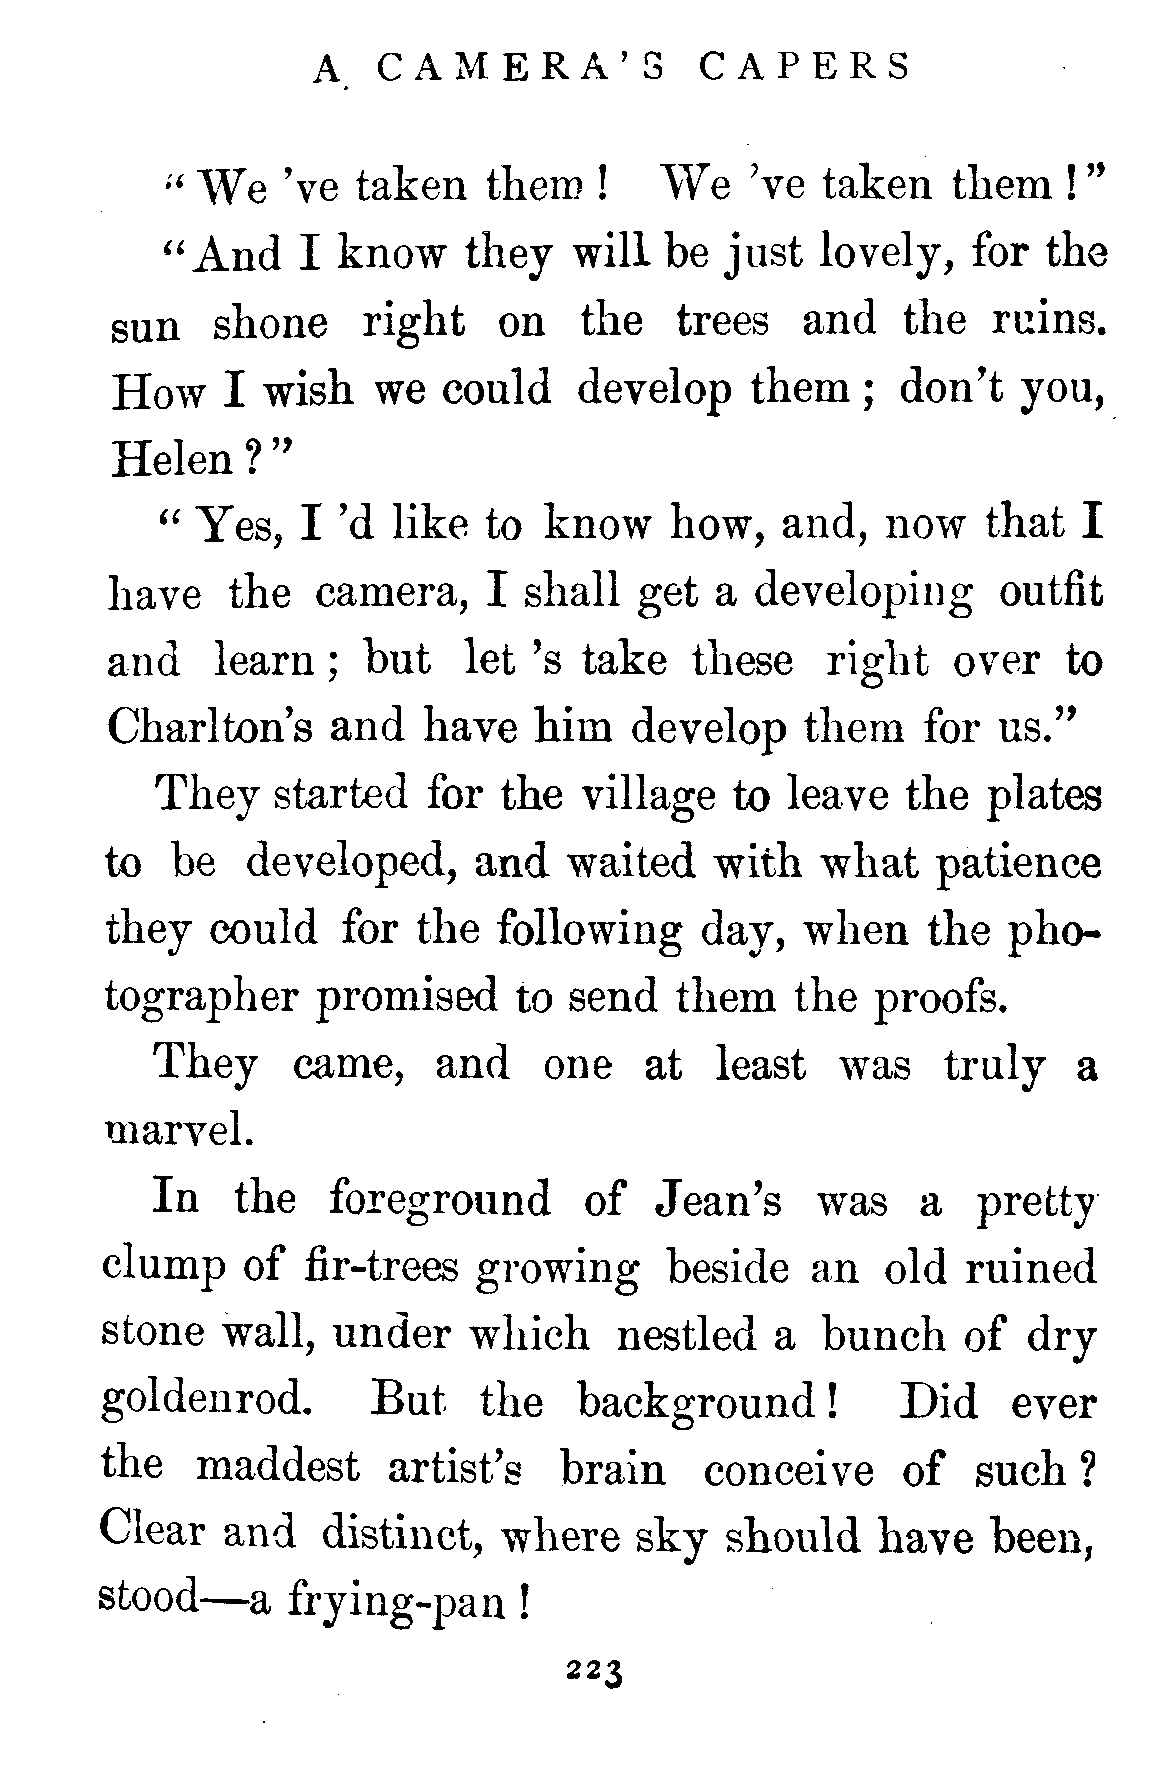 A CAMERA'S CAPERS
“ We 've taken them ! We 've taken them ! ”
“ And I know they will be just lovely, for the
sun shone right on the trees and the ruins.
How I wish we could develop them ; don't you,
Helen ? ”
“ Yes, I 'd like to know how, and, now that I
have the camera, I shall get a developing outfit
and learn ; but let 's take these right over to
Charlton's and have him develop them for us.”
They started for the village to leave the plates
to be developed, and waited with what patience
they could for the following day, when the pho-
tographer promised to send them the proofs.
They came, and one at least was truly a
marvel.
In the foreground of Jean's was a pretty
clump of fir-trees growing beside an old ruined
stone wall, under which nestled a bunch of dry
goldenrod. But the background ! Did ever
the maddest artist's brain conceive of such ?
Clear and distinct, where sky should have been,
stood—a frying-pan !
223